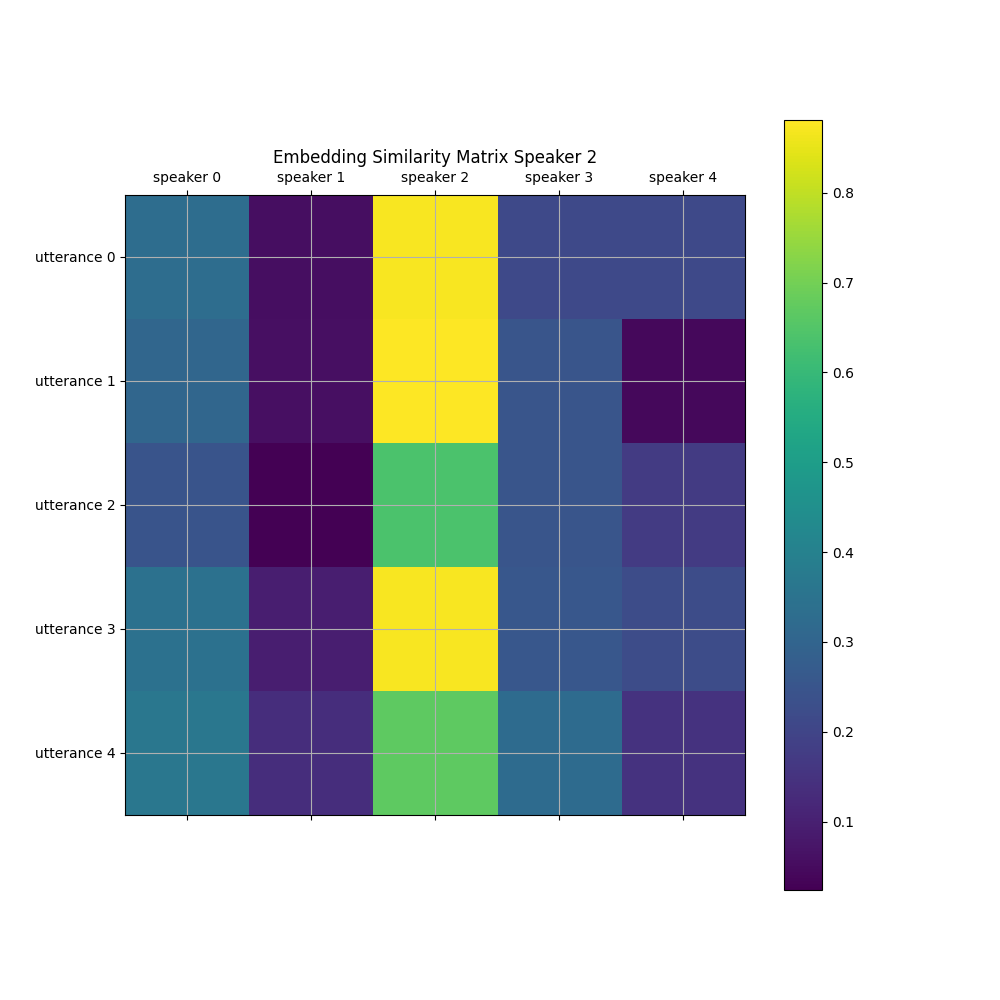 Embedding Similarity Matrix Speaker 2
speaker 0 speaker 1 speaker 2 speaker 3 speaker 4
utterance 0
utterance 1
utterance 2
utterance 3
utterance 4
0.8
0.7
0.6
0.5
0.4
0.3
0.2
0.1